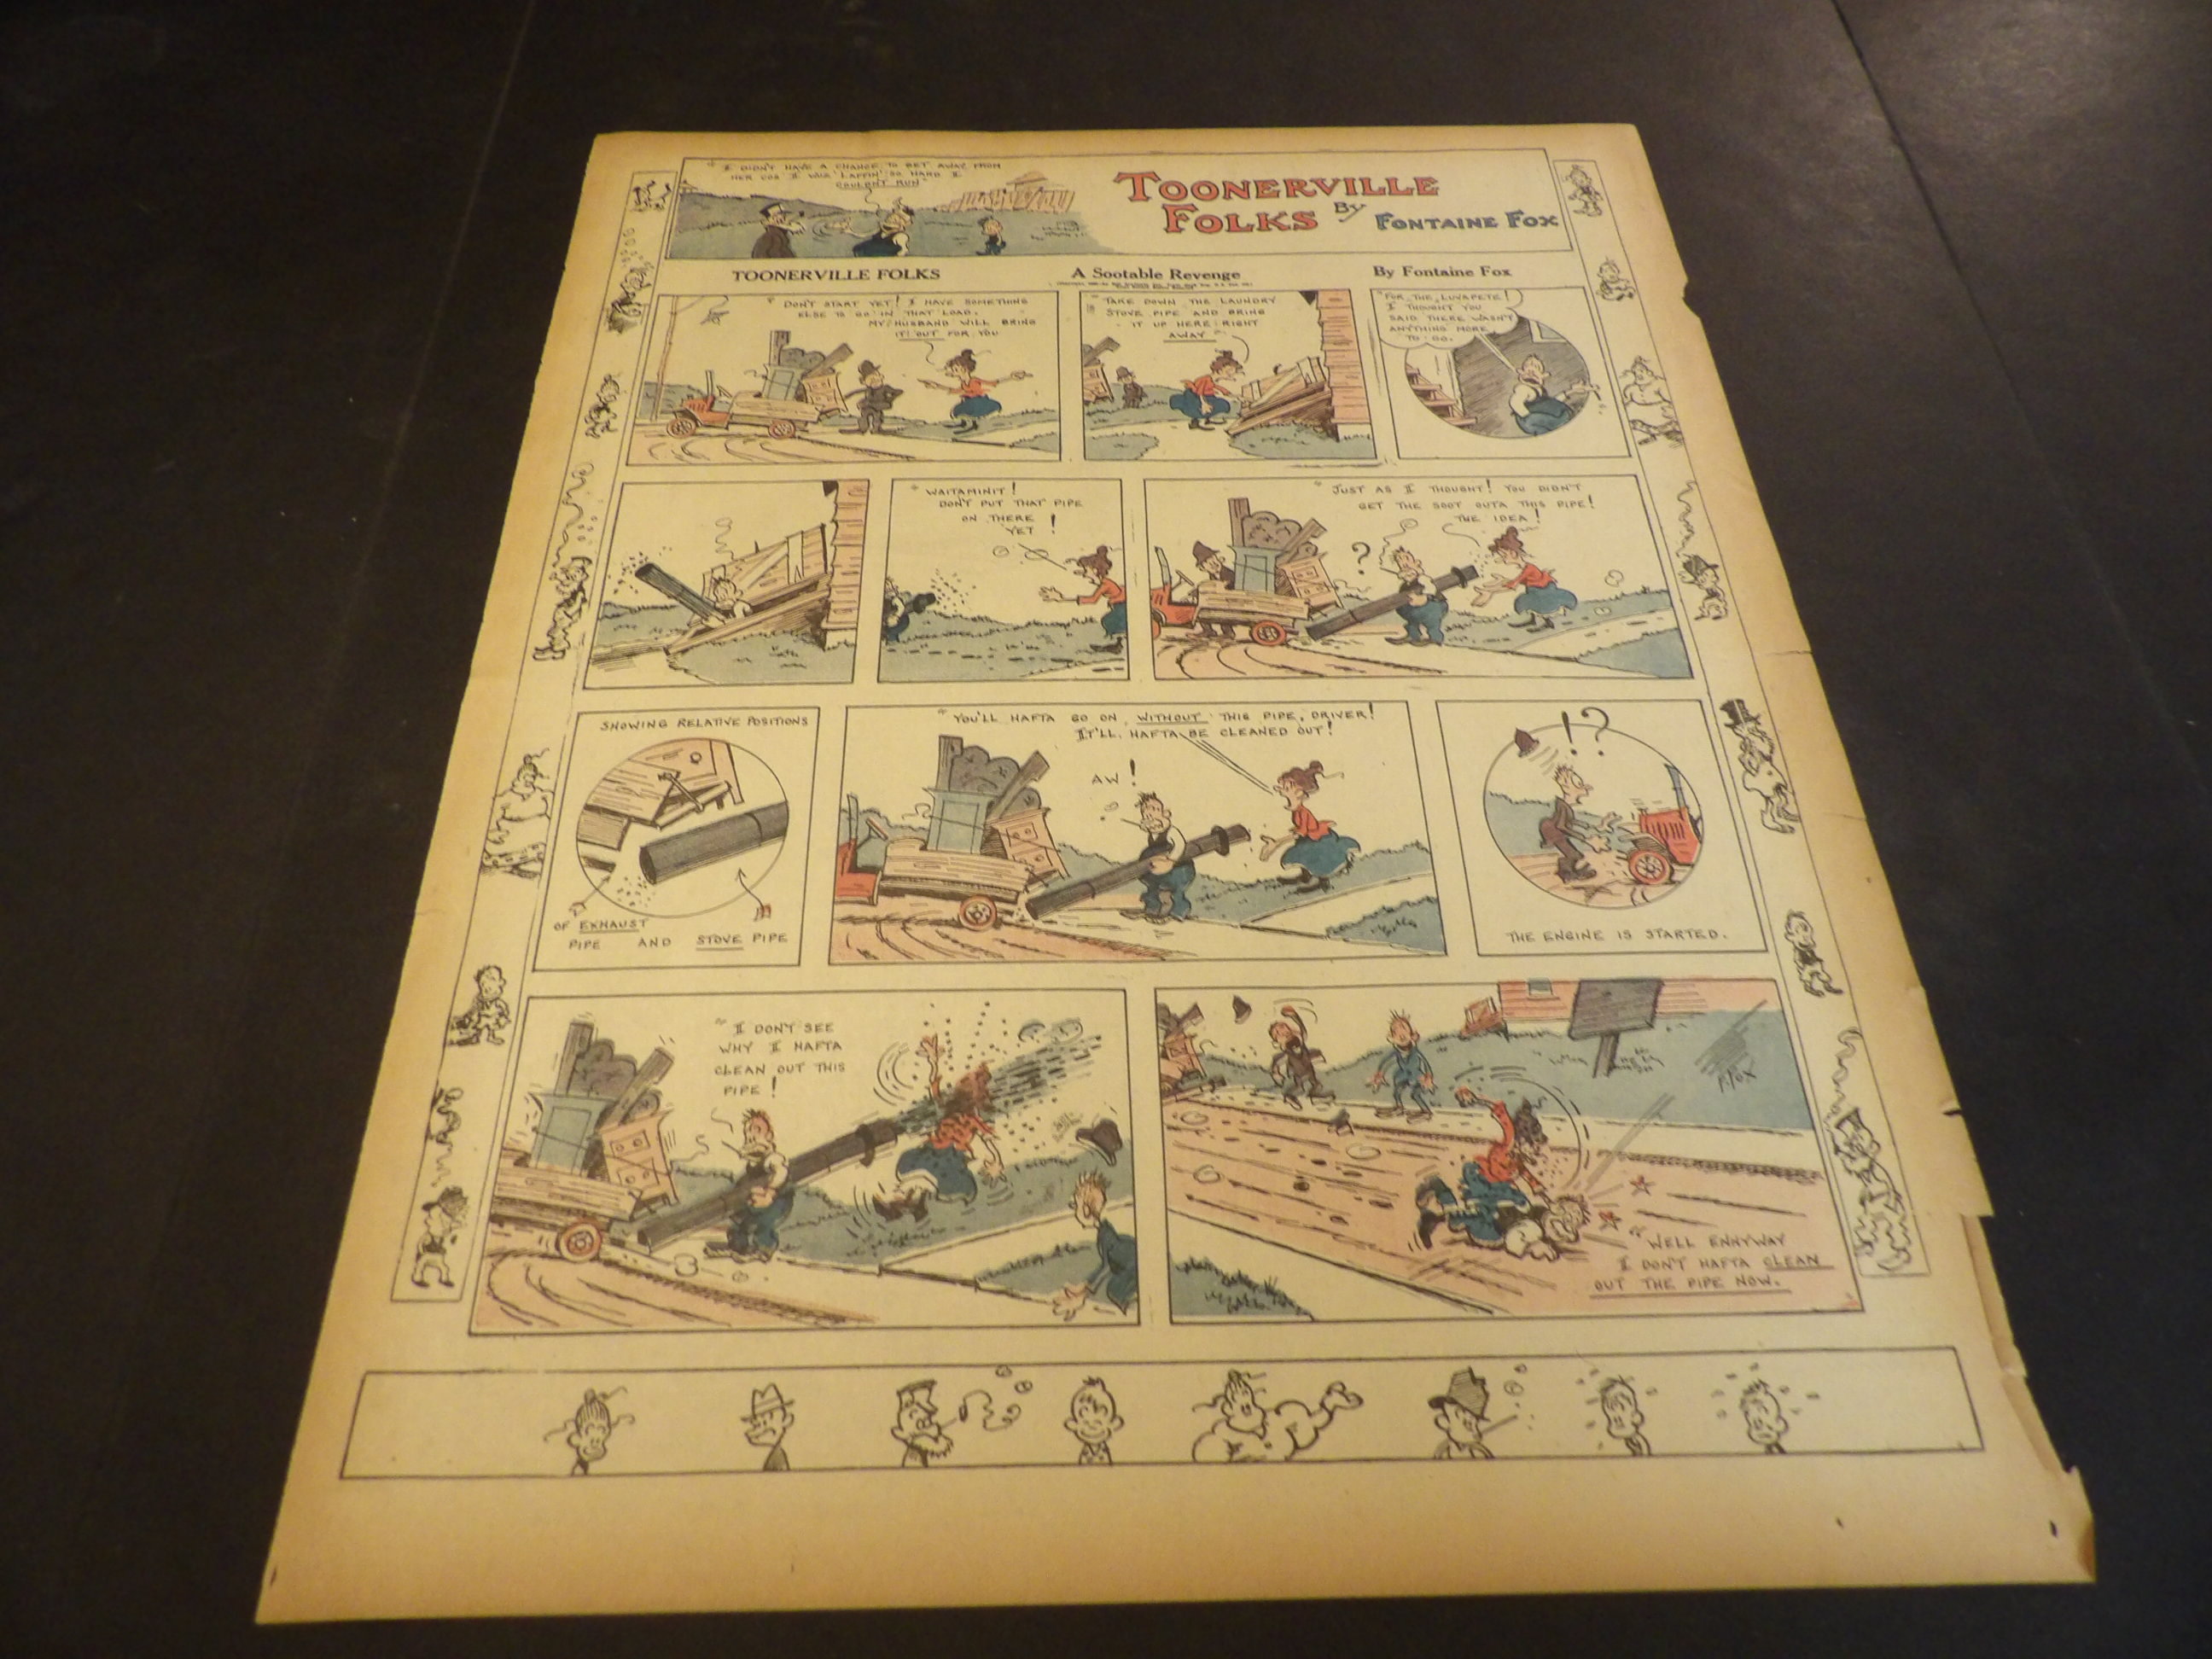 " I DIDN'T HAVE A CHANCE TO GET AWAY FROM
HER COS I WUZ LAFFIN' SO HARD I
COULDN'T RUN "
TOONERVILLE
FOLKS BY
FONTAINE FOX
TOONERVILLE FOLKS
A Sootable Revenge
By Fontaine Fox
" DON'T START YET! I HAVE SOMETHING
ELSE TO GO IN THAT LOAD.
MY HUSBAND WILL BRING
IT OUT FOR YOU
" TAKE DOWN THE LAUNDRY
STOVE PIPE AND BRING
IT UP HERE RIGHT
AWAY "
" FOR THE LUVAPETE!
I THOUGHT YOU
SAID THERE WASN'T
ANYTHING MORE
TO GO.
" WAITAMINIT!
DON'T PUT THAT PIPE
ON THERE
YET !
" JUST AS I THOUGHT! YOU DIDN'T
GET THE SOOT OUTA THIS PIPE!
THE IDEA!
?
SHOWING RELATIVE POSITIONS
OF EXHAUST
PIPE AND STOVE PIPE
" YOU'LL HAFTA GO ON WITHOUT THIS PIPE, DRIVER!
IT'LL HAFTA BE CLEANED OUT!
AW!
!?
THE ENGINE IS STARTED.
" I DON'T SEE
WHY I HAFTA
CLEAN OUT THIS
PIPE!
F. FOX
" WELL ENNYWAY
I DON'T HAFTA CLEAN
OUT THE PIPE NOW.